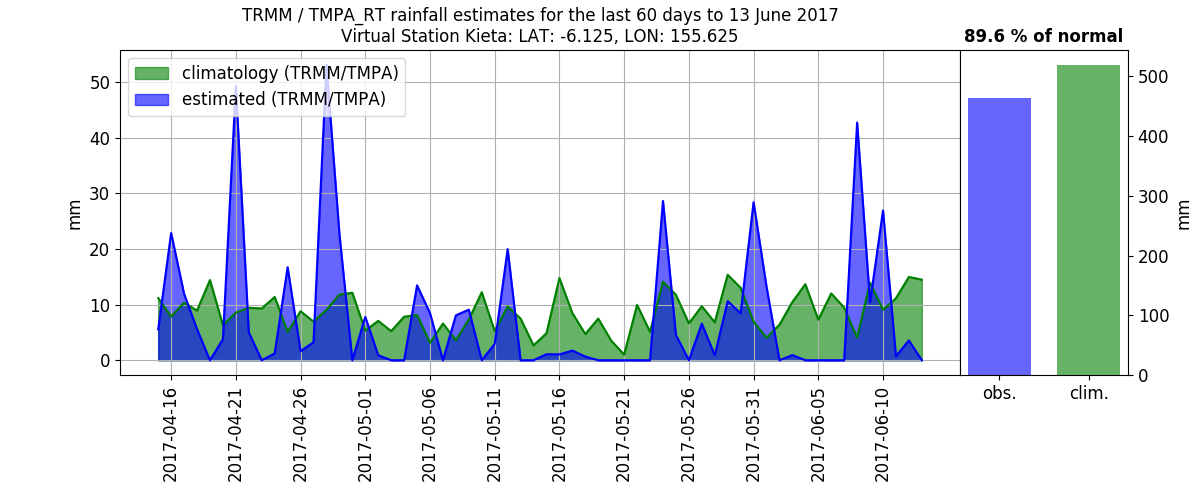 TRMM / TMPA_RT rainfall estimates for the last 60 days to 13 June 2017
Virtual Station Kieta: LAT: -6.125, LON: 155.625
89.6 % of normal
climatology (TRMM/TMPA)
estimated (TRMM/TMPA)
50
40
30
20
10
0
mm
2017-04-16
2017-04-21
2017-04-26
2017-05-01
2017-05-06
2017-05-11
2017-05-16
2017-05-21
2017-05-26
2017-05-31
2017-06-05
2017-06-10
500
400
300
200
100
0
mm
obs.
clim.